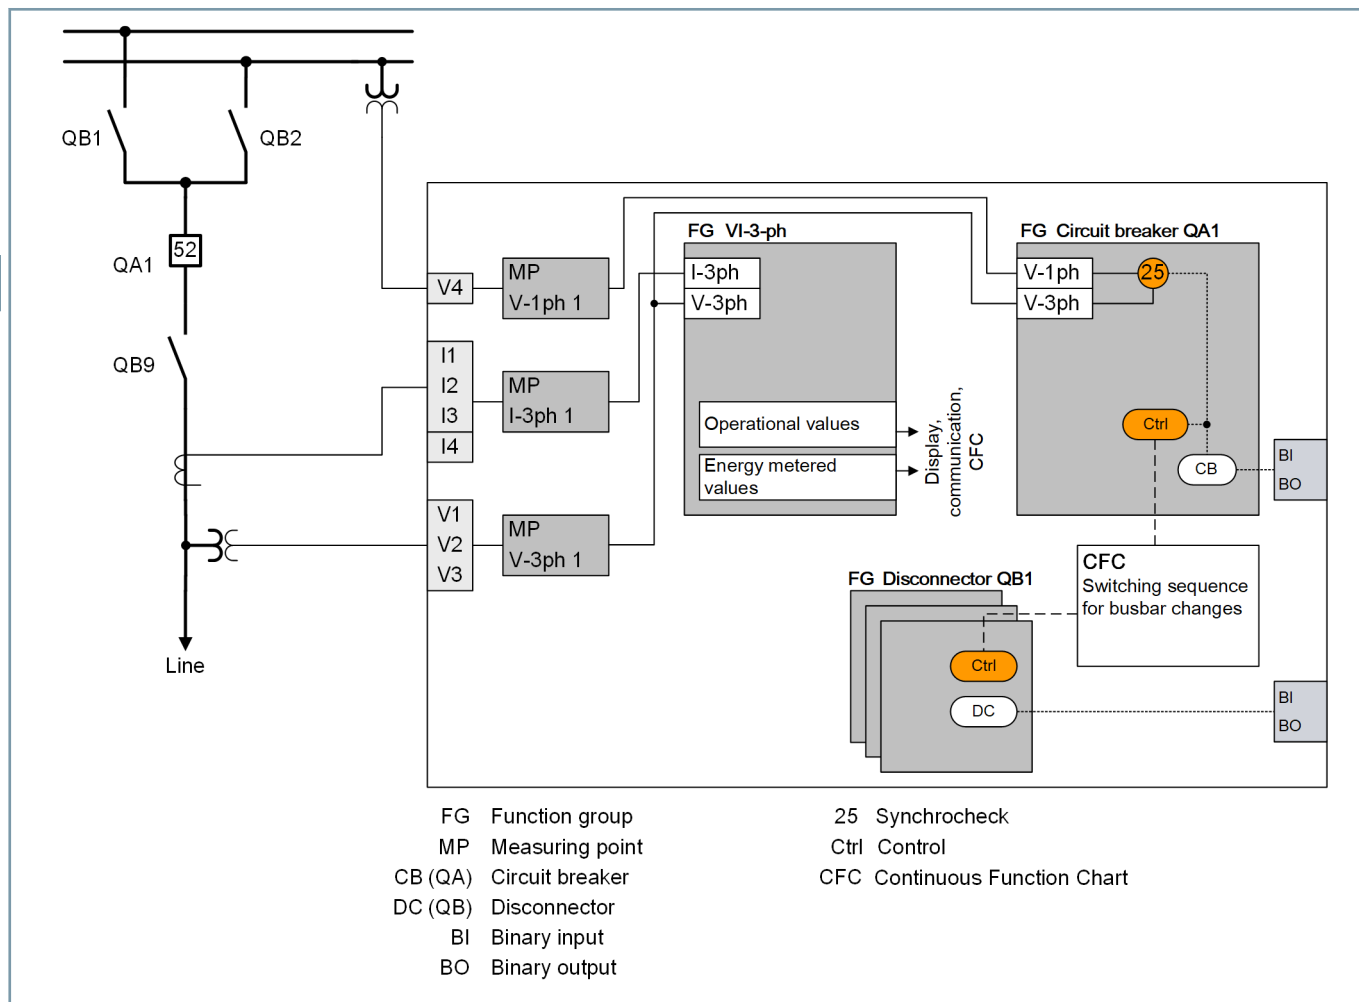 QB1
QB2
QA1
52
QB9
Line
V4
MP
V-1ph 1
I1
I2
I3
I4
MP
I-3ph 1
V1
V2
V3
MP
V-3ph 1
FG VI-3-ph
I-3ph
V-3ph
Operational values
Energy metered
values
Display,
communication,
CFC
FG Circuit breaker QA1
V-1ph
V-3ph
25
Ctrl
CB
BI
BO
CFC
Switching sequence
for busbar changes
FG Disconnector QB1
Ctrl
DC
BI
BO
FG Function group
MP Measuring point
CB (QA) Circuit breaker
DC (QB) Disconnector
BI Binary input
BO Binary output
25 Synchrocheck
Ctrl Control
CFC Continuous Function Chart